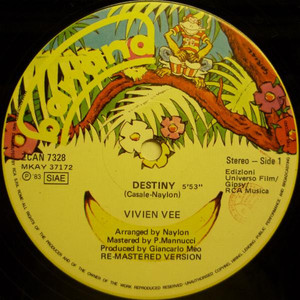 Banana
ZCAN 7328
MKAY 37172
℗ '83 SIAE
DESTINY 5'53"
(Casale-Naylon)
VIVIEN VEE
Arranged by Naylon
Mastered by P.Mannucci
Produced by Giancarlo Meo
RE-MASTERED VERSION
Stereo - Side 1
Edizioni
Universo Film/
Gipsy/
RCA Musica